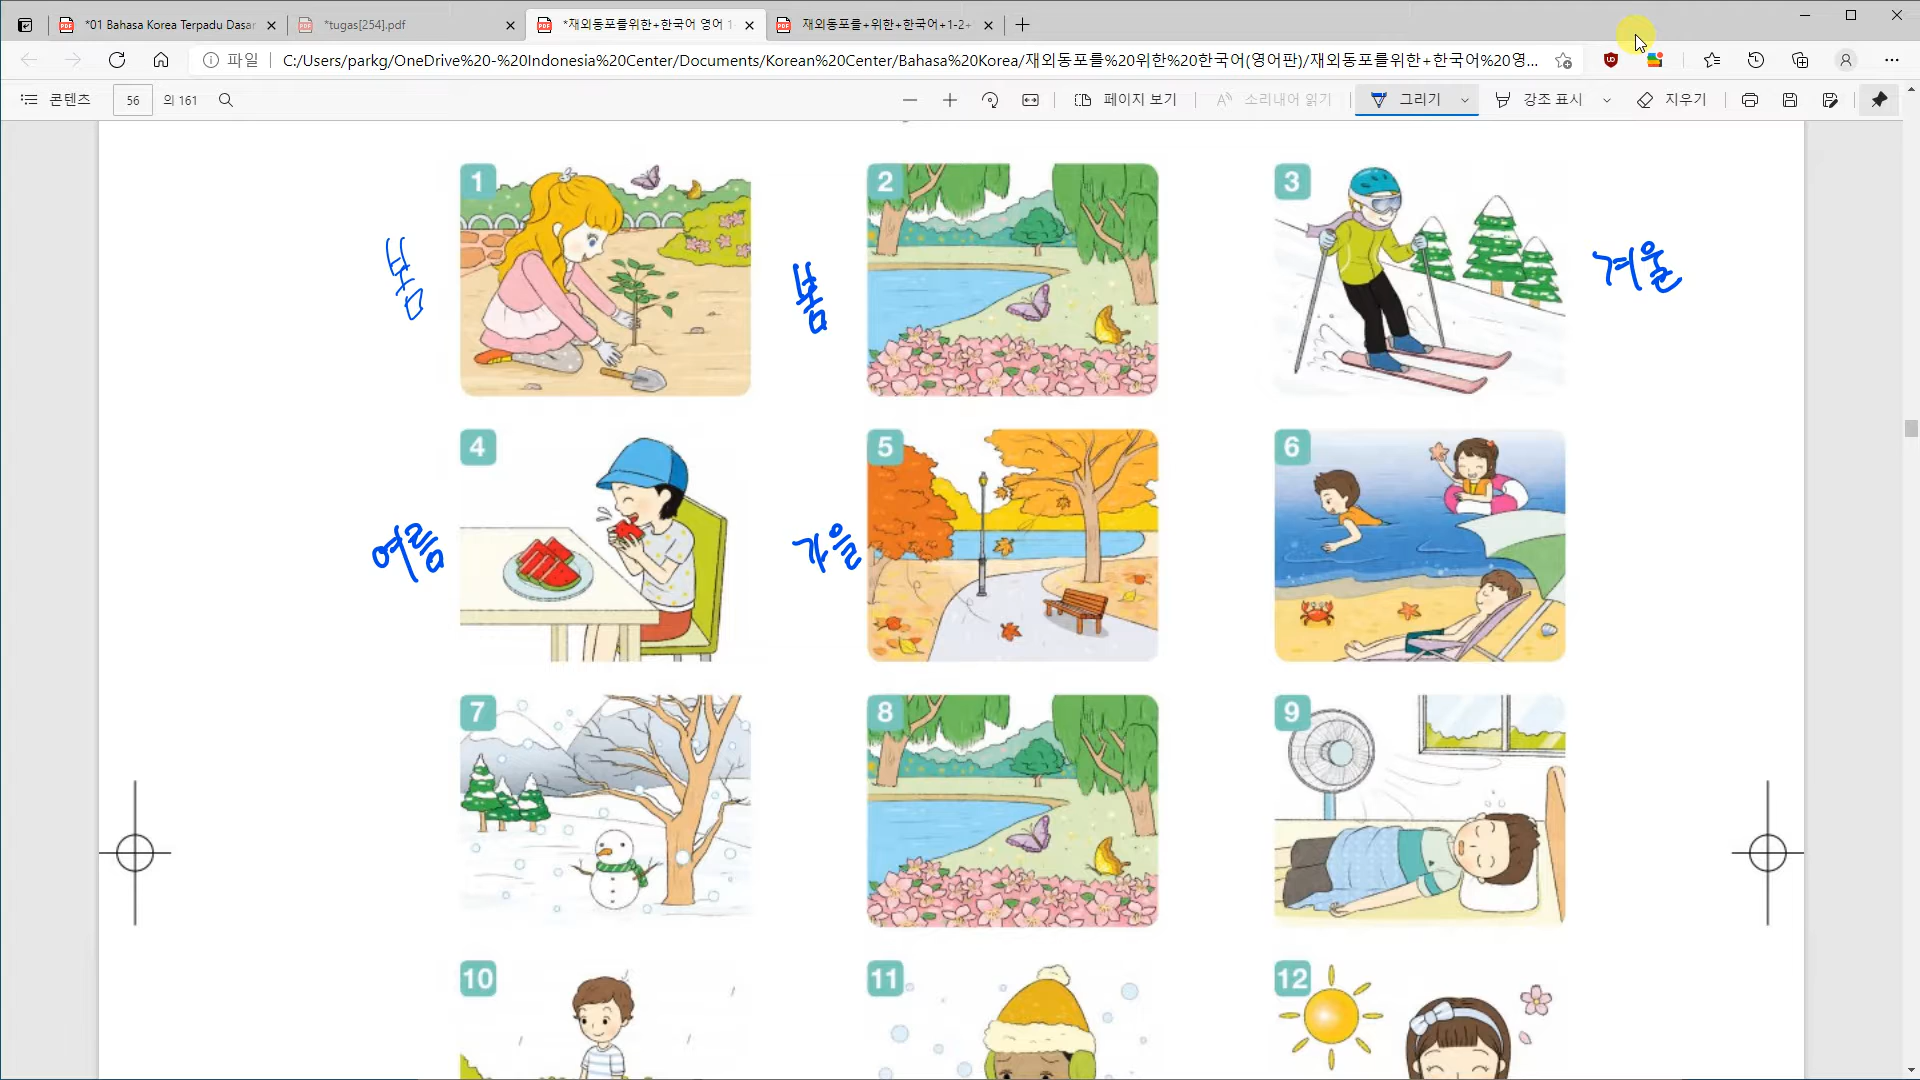 *01 Bahasa Korea Terpadu Dasar
*tugas[254].pdf
*재외동포를위한+한국어 영어 1
재외동포를+위한+한국어+1-2+
파일
C:/Users/parkg/OneDrive%20-%20Indonesia%20Center/Documents/Korean%20Center/Bahasa%20Korea/재외동포를%20위한%20한국어(영어판)/재외동포를위한+한국어%20영...
콘텐츠
56
의 161
페이지 보기
소리내어 읽기
그리기
강조 표시
지우기
1
2
3
봄
봄
겨울
4
5
6
여름
가을
7
8
9
10
11
12